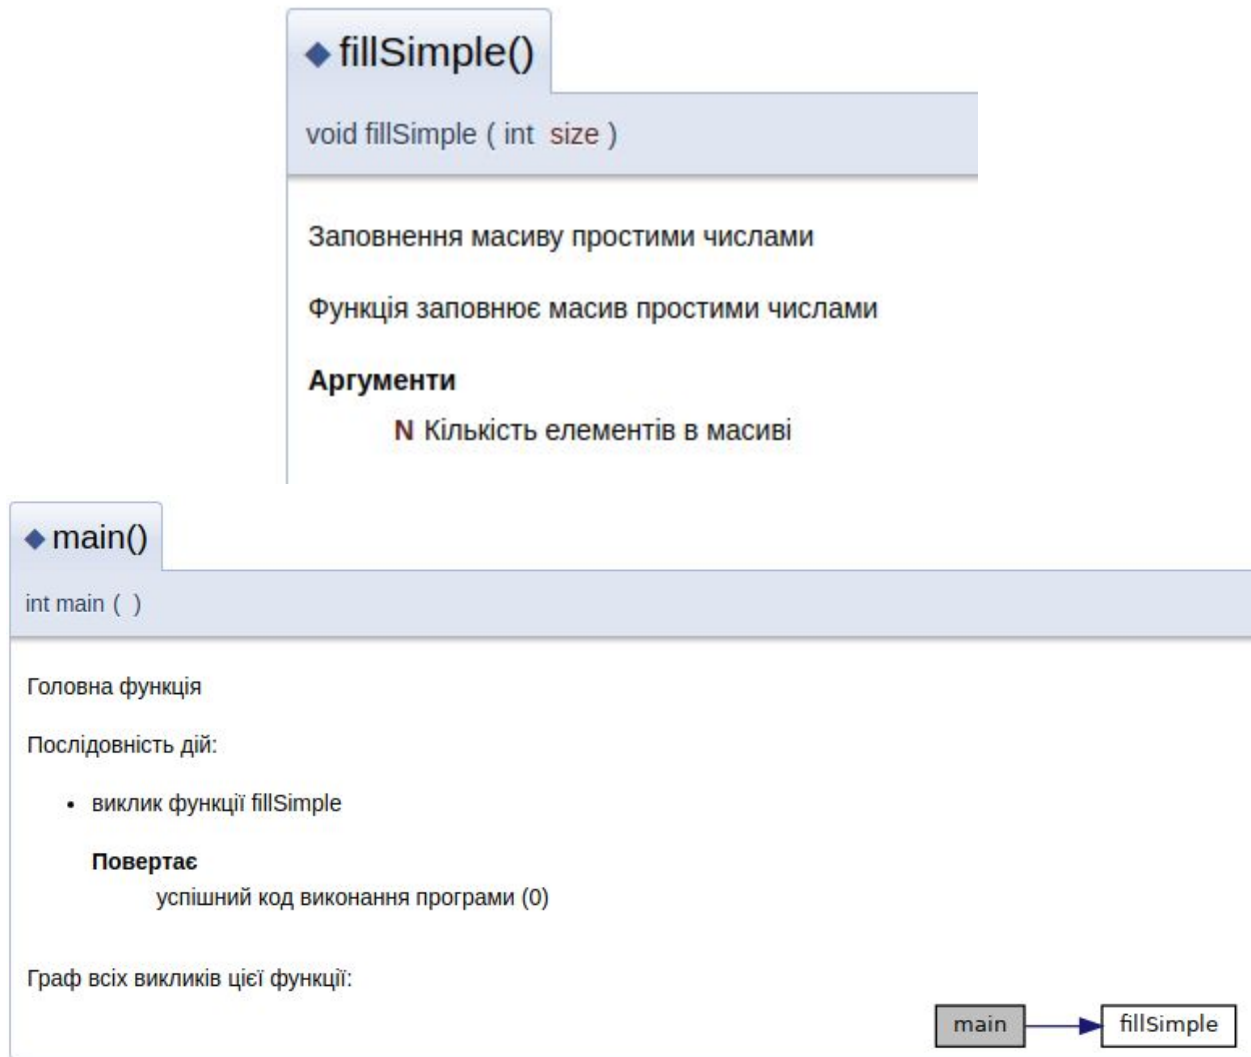 fillSimple()
void fillSimple ( int size )
Заповнення масиву простими числами
Функція заповнює масив простими числами
Аргументи
N Кількість елементів в масиві
main()
int main ( )
Головна функція
Послідовність дій:
• виклик функції fillSimple
Повертає
успішний код виконання програми (0)
Граф всіх викликів цієї функції:
main fillSimple